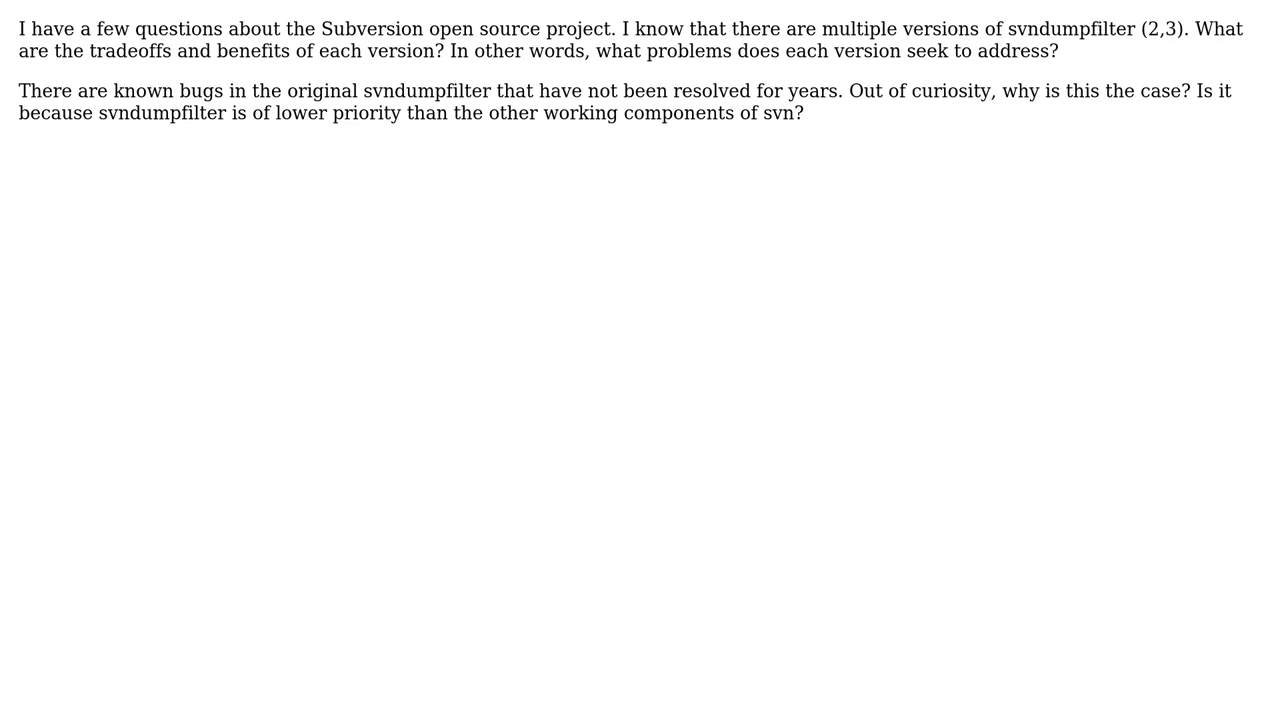 I have a few questions about the Subversion open source project. I know that there are multiple versions of svndumpfilter (2,3). What
are the tradeoffs and benefits of each version? In other words, what problems does each version seek to address?
There are known bugs in the original svndumpfilter that have not been resolved for years. Out of curiosity, why is this the case? Is it
because svndumpfilter is of lower priority than the other working components of svn?